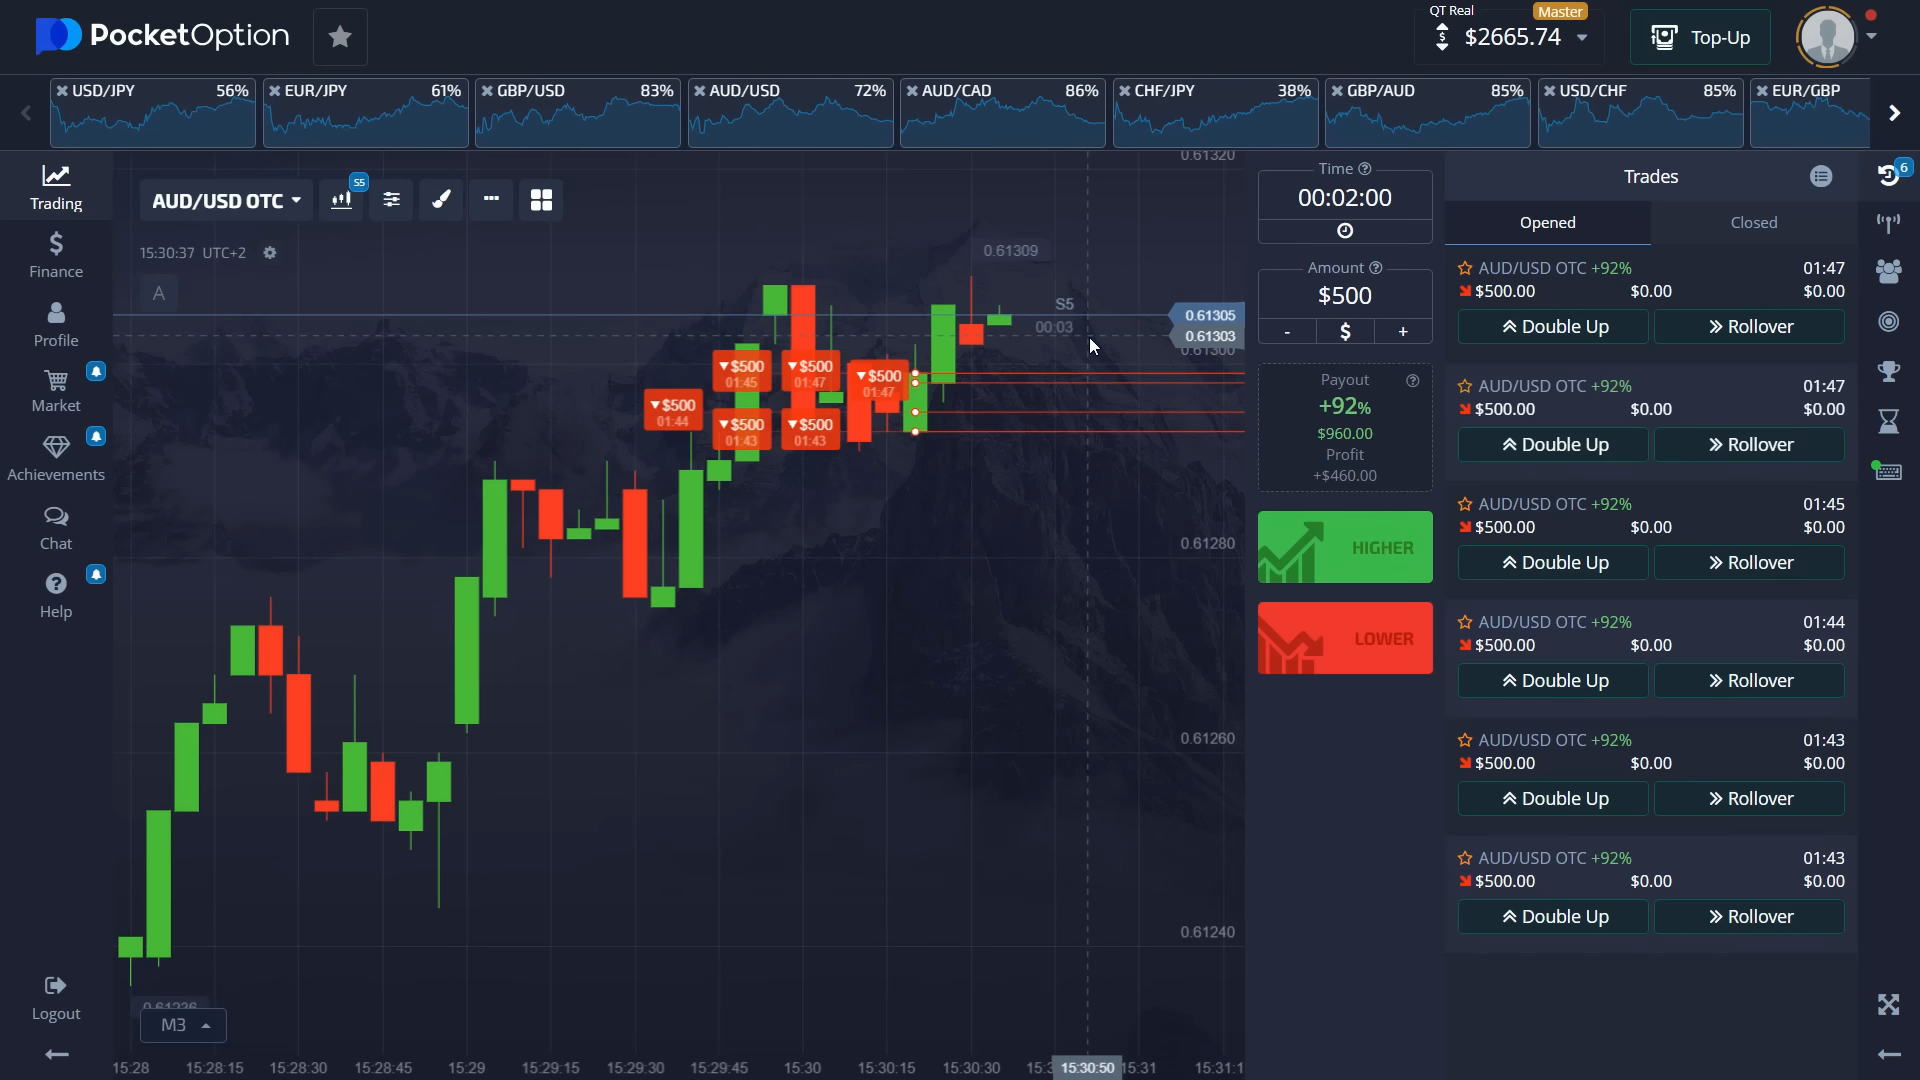 PocketOption
QT Real
Master
$2665.74
Top-Up
USD/JPY 56%
EUR/JPY 61%
GBP/USD 83%
AUD/USD 72%
AUD/CAD 86%
CHF/JPY 38%
GBP/AUD 85%
USD/CHF 85%
EUR/GBP
Trading
Finance
Profile
Market
Achievements
Chat
Help
Logout
AUD/USD OTC
S5
15:30:37 UTC+2
A
0.61309
S5
00:03
0.61320
0.61305
0.61303
0.61300
0.61280
0.61260
0.61240
$500
01:44
$500
01:45
$500
01:43
$500
01:47
$500
01:43
$500
01:47
0.61236
M3
15:28 15:28:15 15:28:30 15:28:45 15:29 15:29:15 15:29:30 15:29:45 15:30 15:30:15 15:30:30 15:30:50 15:31
Time
00:02:00
Amount
$500
- $ +
Payout
+92%
$960.00
Profit
+$460.00
HIGHER
LOWER
Trades
6
Opened Closed
AUD/USD OTC +92% 01:47
$500.00 $0.00 $0.00
Double Up Rollover
AUD/USD OTC +92% 01:47
$500.00 $0.00 $0.00
Double Up Rollover
AUD/USD OTC +92% 01:45
$500.00 $0.00 $0.00
Double Up Rollover
AUD/USD OTC +92% 01:44
$500.00 $0.00 $0.00
Double Up Rollover
AUD/USD OTC +92% 01:43
$500.00 $0.00 $0.00
Double Up Rollover
AUD/USD OTC +92% 01:43
$500.00 $0.00 $0.00
Double Up Rollover